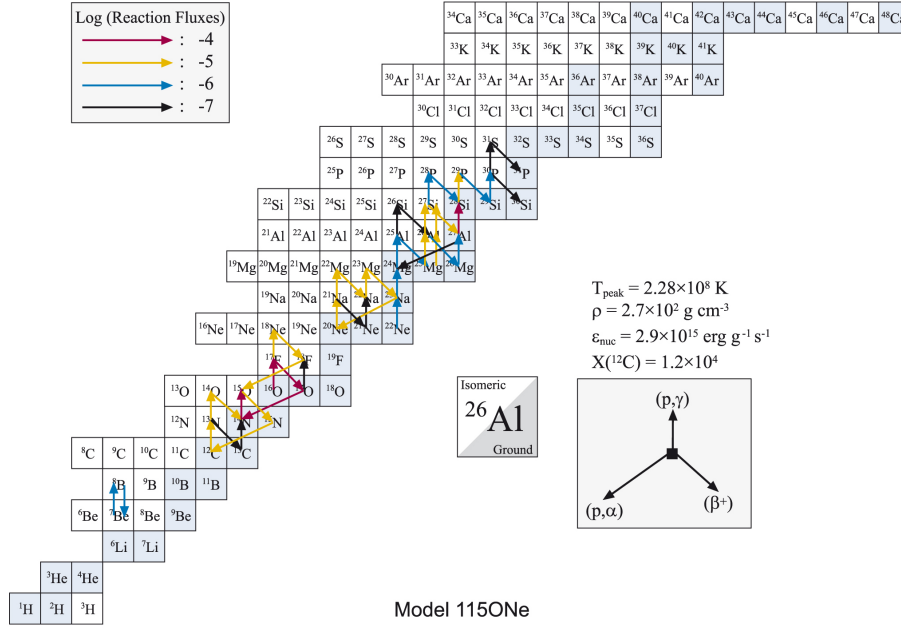 Log (Reaction Fluxes)
: -4
: -5
: -6
: -7
³⁴Ca ³⁵Ca ³⁶Ca ³⁷Ca ³⁸Ca ³⁹Ca ⁴⁰Ca ⁴¹Ca ⁴²Ca ⁴³Ca ⁴⁴Ca ⁴⁵Ca ⁴⁶Ca ⁴⁷Ca ⁴⁸Ca
³³K ³⁴K ³⁵K ³⁶K ³⁷K ³⁸K ³⁹K ⁴⁰K ⁴¹K
³⁰Ar ³¹Ar ³²Ar ³³Ar ³⁴Ar ³⁵Ar ³⁶Ar ³⁷Ar ³⁸Ar ³⁹Ar ⁴⁰Ar
³⁰Cl ³¹Cl ³²Cl ³³Cl ³⁴Cl ³⁵Cl ³⁶Cl ³⁷Cl
²⁶S ²⁷S ²⁸S ²⁹S ³⁰S ³¹S ³²S ³³S ³⁴S ³⁵S ³⁶S
²⁵P ²⁶P ²⁷P ²⁸P ²⁹P ³⁰P ³¹P
²²Si ²³Si ²⁴Si ²⁵Si ²⁶Si ²⁷Si ²⁸Si ²⁹Si ³⁰Si
²¹Al ²²Al ²³Al ²⁴Al ²⁵Al Al ²⁷Al
¹⁹Mg ²⁰Mg ²¹Mg ²²Mg ²³Mg ²⁴Mg ²⁵Mg ²⁶Mg
¹⁹Na ²⁰Na ²¹Na Na ²³Na
¹⁶Ne ¹⁷Ne ¹⁸Ne ¹⁹Ne ²⁰Ne ²¹Ne ²²Ne
¹⁷F ¹⁸F ¹⁹F
¹³O ¹⁴O ¹⁵O ¹⁶O ¹⁷O ¹⁸O
¹²N ¹³N ¹⁴N ¹⁵N
⁸C ⁹C ¹⁰C ¹¹C ¹²C ¹³C
⁸B ⁹B ¹⁰B ¹¹B
⁶Be ⁷Be ⁸Be ⁹Be
⁶Li ⁷Li
³He ⁴He
¹H ²H ³H
T_peak = 2.28×10⁸ K
ρ = 2.7×10² g cm⁻³
ε_nuc = 2.9×10¹⁵ erg g⁻¹ s⁻¹
X(¹²C) = 1.2×10⁴
Isomeric
²⁶Al
Ground
(p,γ)
(p,α)
(β⁺)
Model 115ONe